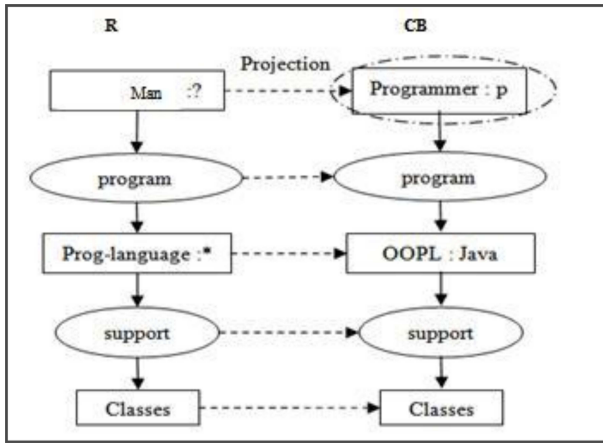 R CB
Projection
Man :? Programmer : p
program program
Prog-language :* OOPL : Java
support support
Classes Classes